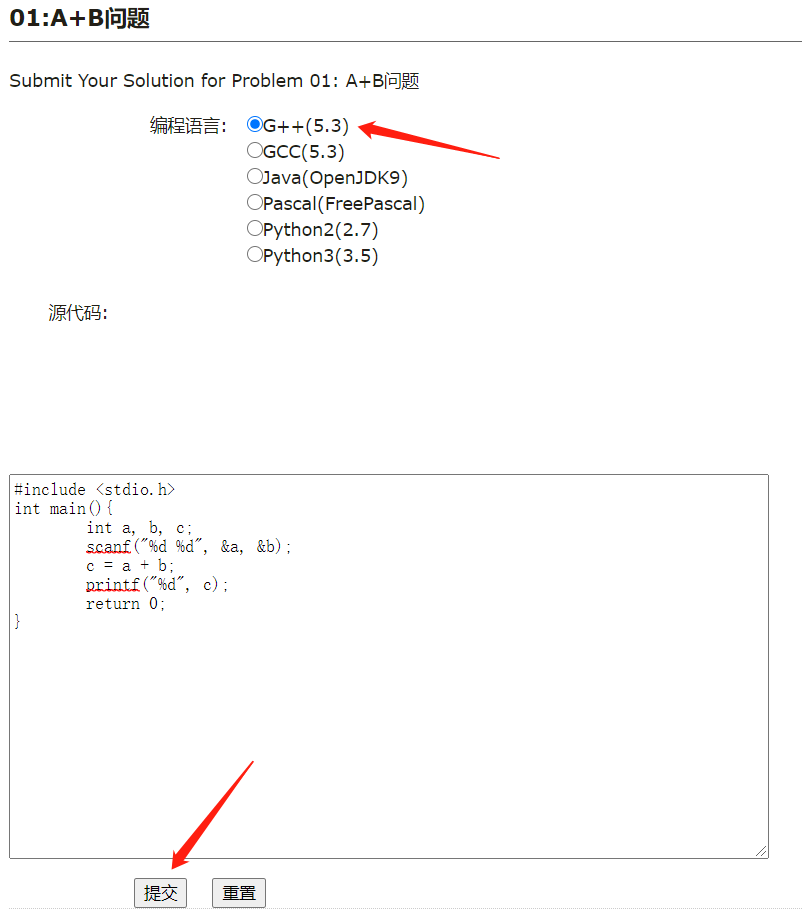 01:A+B问题
Submit Your Solution for Problem 01: A+B问题
编程语言: G++(5.3)
GCC(5.3)
Java(OpenJDK9)
Pascal(FreePascal)
Python2(2.7)
Python3(3.5)
源代码:
#include <stdio.h>
int main(){
        int a, b, c;
        scanf("%d %d", &a, &b);
        c = a + b;
        printf("%d", c);
        return 0;
}
提交 重置